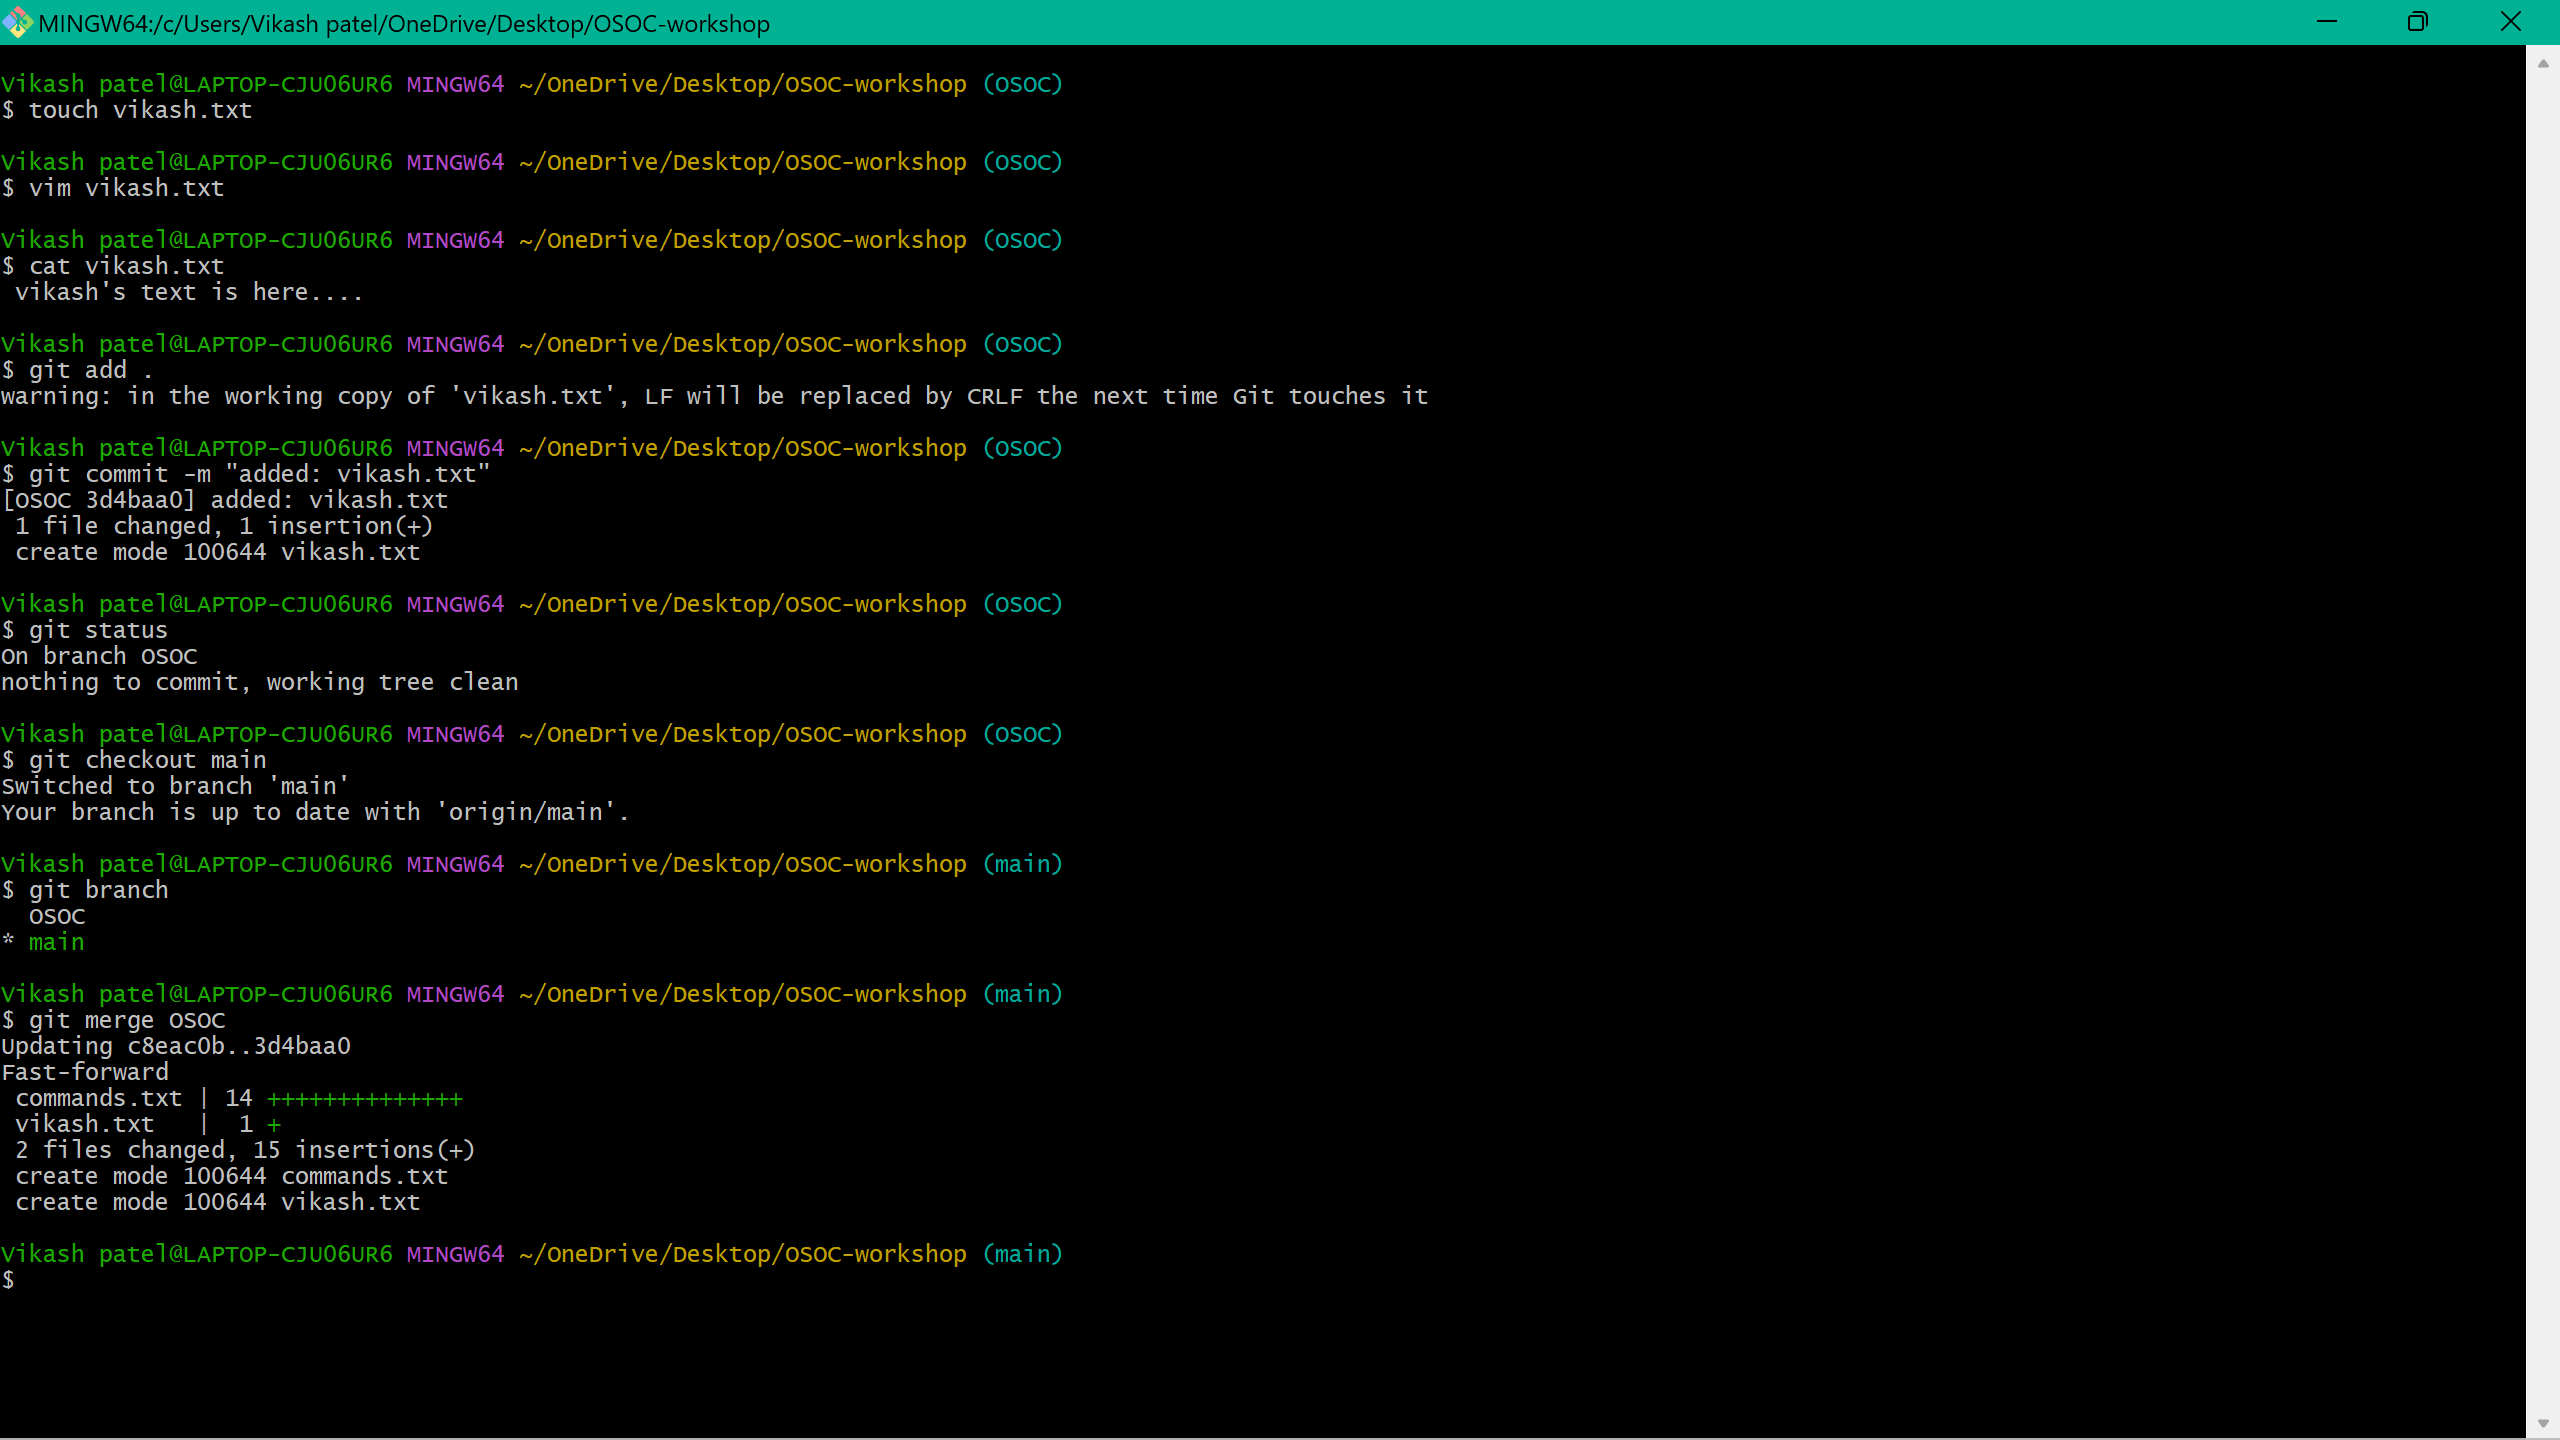 MINGW64:/c/Users/Vikash patel/OneDrive/Desktop/OSOC-workshop
Vikash patel@LAPTOP-CJU06UR6 MINGW64 ~/OneDrive/Desktop/OSOC-workshop (OSOC)
$ touch vikash.txt
Vikash patel@LAPTOP-CJU06UR6 MINGW64 ~/OneDrive/Desktop/OSOC-workshop (OSOC)
$ vim vikash.txt
Vikash patel@LAPTOP-CJU06UR6 MINGW64 ~/OneDrive/Desktop/OSOC-workshop (OSOC)
$ cat vikash.txt
 vikash's text is here....
Vikash patel@LAPTOP-CJU06UR6 MINGW64 ~/OneDrive/Desktop/OSOC-workshop (OSOC)
$ git add .
warning: in the working copy of 'vikash.txt', LF will be replaced by CRLF the next time Git touches it
Vikash patel@LAPTOP-CJU06UR6 MINGW64 ~/OneDrive/Desktop/OSOC-workshop (OSOC)
$ git commit -m "added: vikash.txt"
[OSOC 3d4baa0] added: vikash.txt
 1 file changed, 1 insertion(+)
 create mode 100644 vikash.txt
Vikash patel@LAPTOP-CJU06UR6 MINGW64 ~/OneDrive/Desktop/OSOC-workshop (OSOC)
$ git status
On branch OSOC
nothing to commit, working tree clean
Vikash patel@LAPTOP-CJU06UR6 MINGW64 ~/OneDrive/Desktop/OSOC-workshop (OSOC)
$ git checkout main
Switched to branch 'main'
Your branch is up to date with 'origin/main'.
Vikash patel@LAPTOP-CJU06UR6 MINGW64 ~/OneDrive/Desktop/OSOC-workshop (main)
$ git branch
  OSOC
* main
Vikash patel@LAPTOP-CJU06UR6 MINGW64 ~/OneDrive/Desktop/OSOC-workshop (main)
$ git merge OSOC
Updating c8eac0b..3d4baa0
Fast-forward
 commands.txt | 14 ++++++++++++++
 vikash.txt   |  1 +
 2 files changed, 15 insertions(+)
 create mode 100644 commands.txt
 create mode 100644 vikash.txt
Vikash patel@LAPTOP-CJU06UR6 MINGW64 ~/OneDrive/Desktop/OSOC-workshop (main)
$